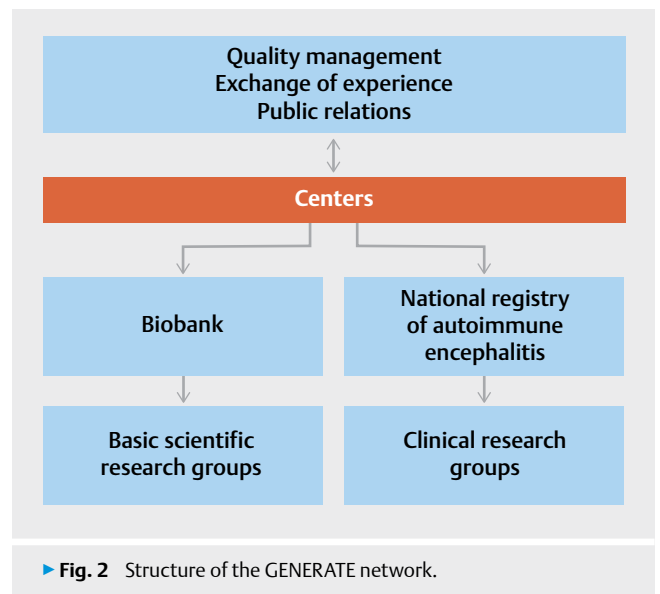 Quality management
Exchange of experience
Public relations
Centers
Biobank
National registry
of autoimmune
encephalitis
Basic scientific
research groups
Clinical research
groups
▶ Fig. 2 Structure of the GENERATE network.